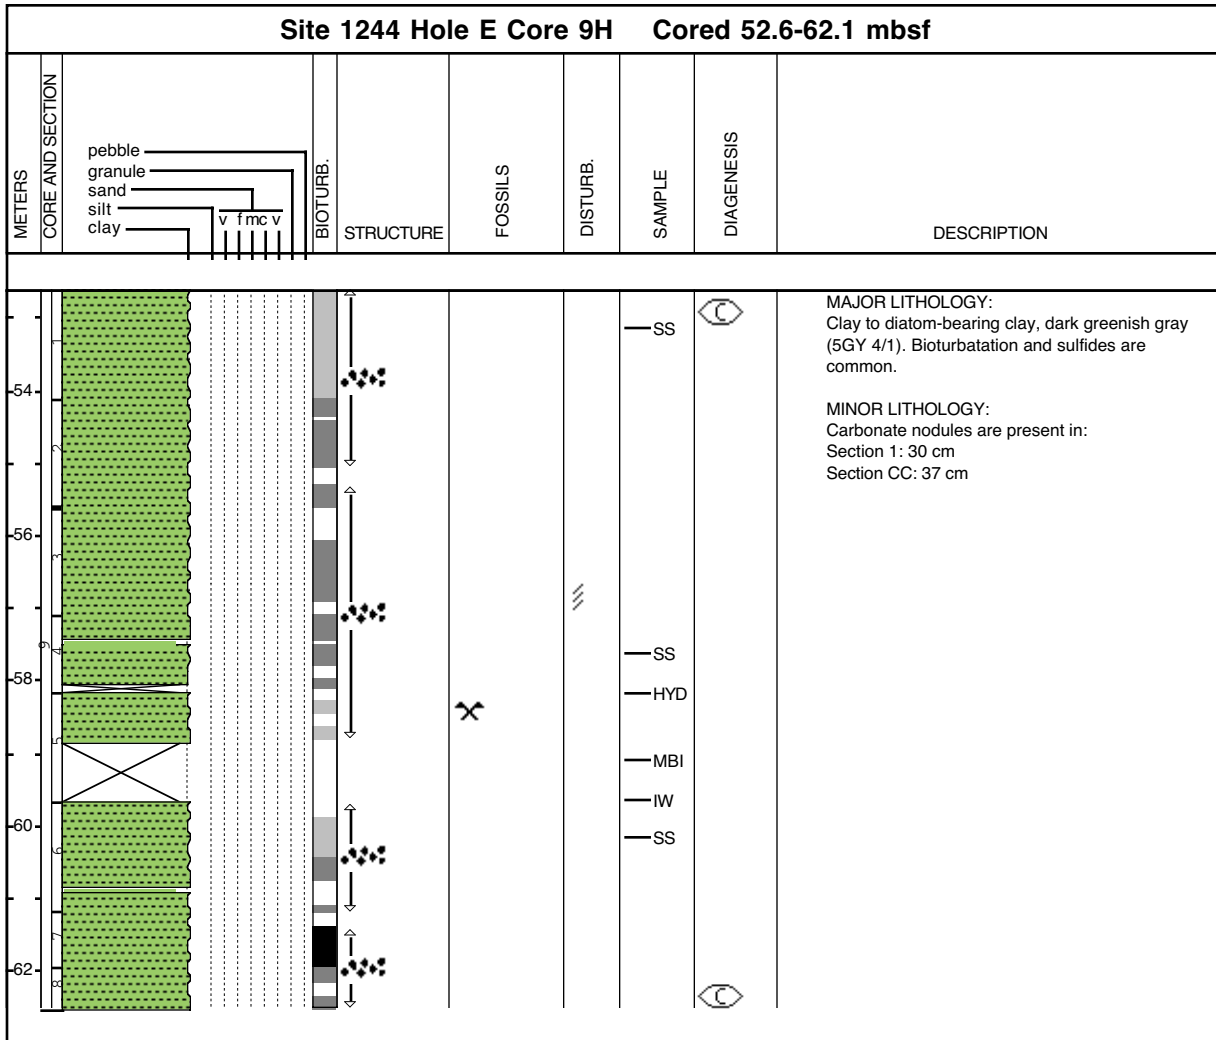 Site 1244 Hole E Core 9H Cored 52.6-62.1 mbsf
METERS
CORE AND SECTION
pebble
granule
sand
silt
v f m c v
clay
BIOTURB.
STRUCTURE
FOSSILS
DISTURB.
SAMPLE
DIAGENESIS
DESCRIPTION
C
MAJOR LITHOLOGY:
Clay to diatom-bearing clay, dark greenish gray
(5GY 4/1). Bioturbatation and sulfides are
common.
MINOR LITHOLOGY:
Carbonate nodules are present in:
Section 1: 30 cm
Section CC: 37 cm
SS
1
54
2
56
3
9
4
SS
58
HYD
5
MBI
IW
60
SS
6
7
62
8
C